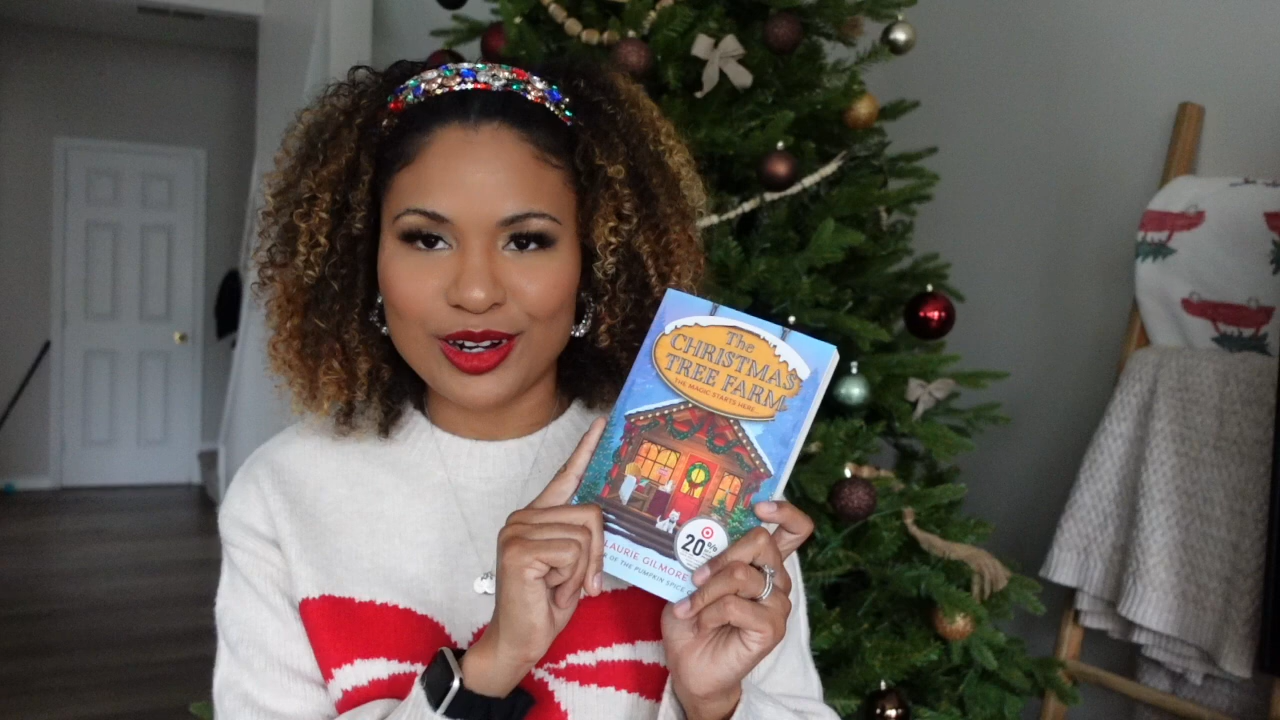 The
CHRISTMAS
TREE FARM
THE MAGIC STARTS HERE...
20%
LAURIE GILMORE
OF THE PUMPKIN SPICE